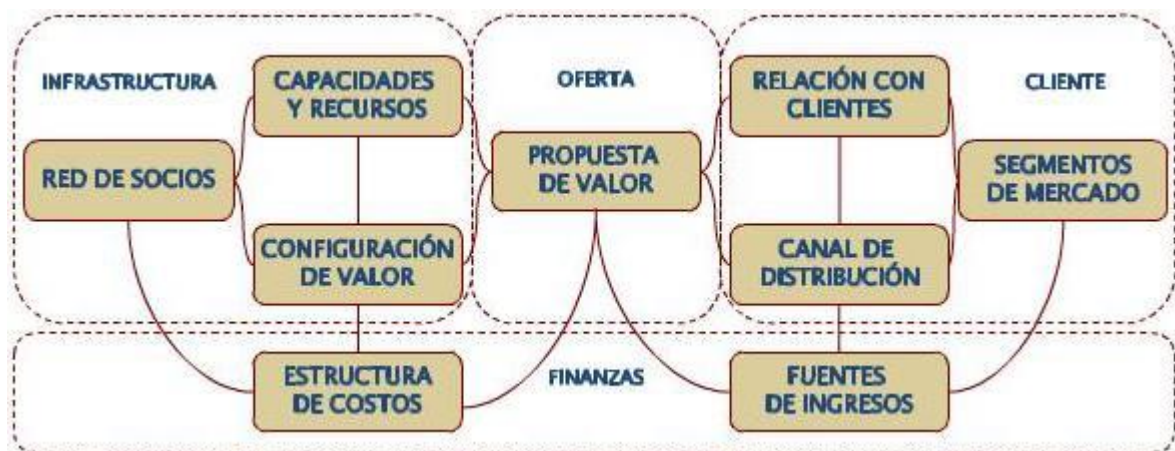 INFRASTRUCTURA
CAPACIDADES
Y RECURSOS
OFERTA
RELACIÓN CON
CLIENTES
CLIENTE
RED DE SOCIOS
PROPUESTA
DE VALOR
SEGMENTOS
DE MERCADO
CONFIGURACIÓN
DE VALOR
CANAL DE
DISTRIBUCIÓN
ESTRUCTURA
DE COSTOS
FINANZAS
FUENTES
DE INGRESOS